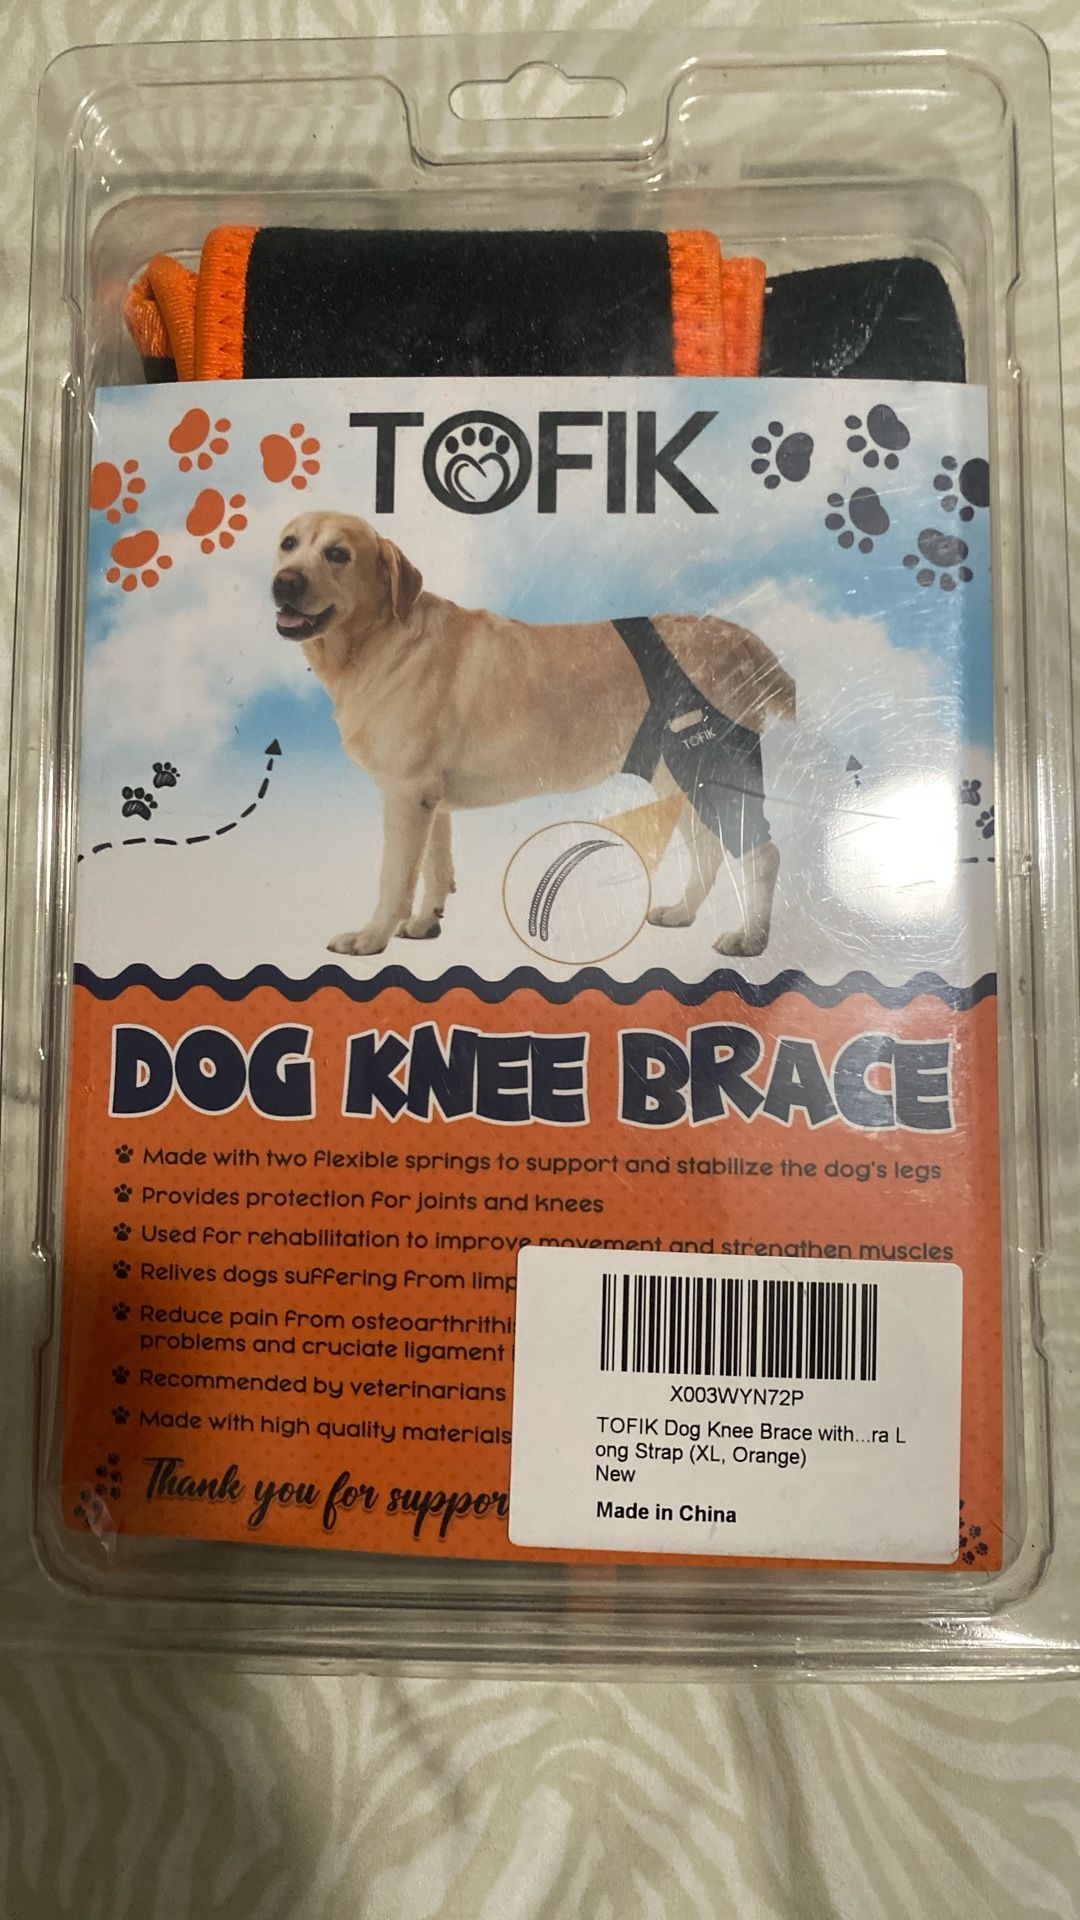 TOFIK
TOFIK
DOG KNEE BRACE
Made with two flexible springs to support and stabilize the dog's legs
Provides protection for joints and knees
Used for rehabilitation to improve movement and strengthen muscles
Relives dogs suffering from
Reduce pain from
problems and cruciate ligament
Recommended by veterinarians
Made with high quality materials
Thank you for
X003WYN72P
TOFIK Dog Knee Brace with...ra L
ong Strap (XL, Orange)
New
Made in China